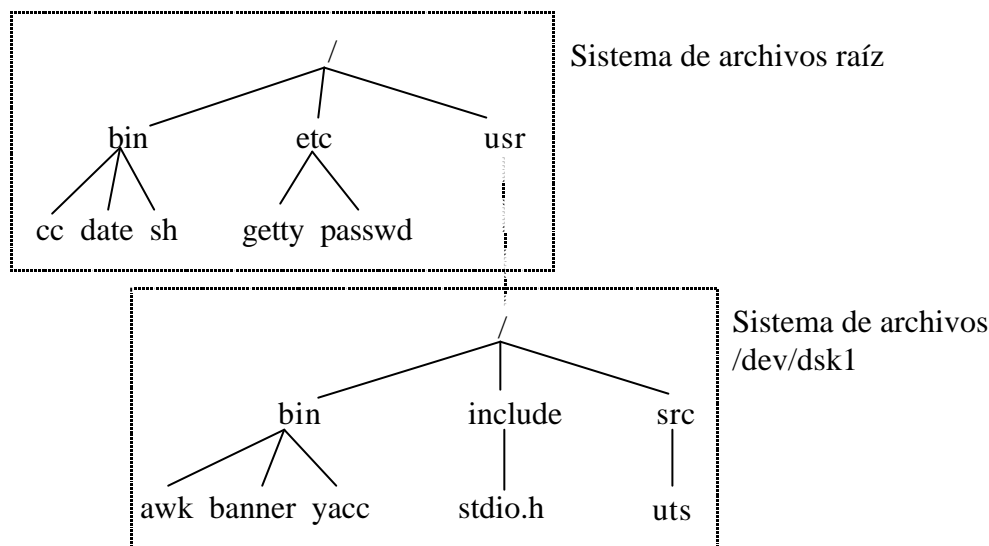 /
Sistema de archivos raíz
bin etc usr
cc date sh getty passwd
/
Sistema de archivos
/dev/dsk1
bin include src
awk banner yacc stdio.h uts